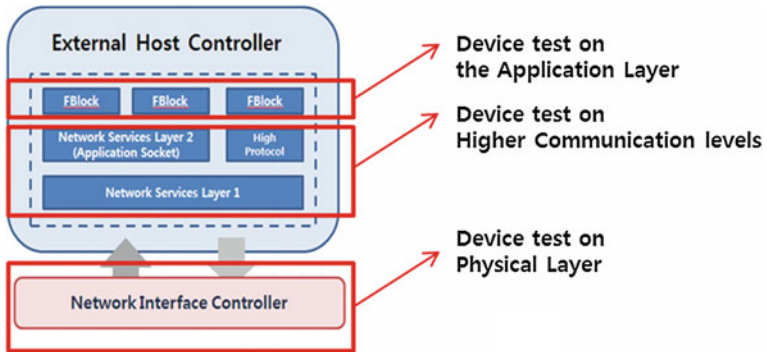 External Host Controller
FBlock
FBlock
FBlock
Network Services Layer 2
(Application Socket)
High
Protocol
Network Services Layer 1
Network Interface Controller
Device test on
the Application Layer
Device test on
Higher Communication levels
Device test on
Physical Layer